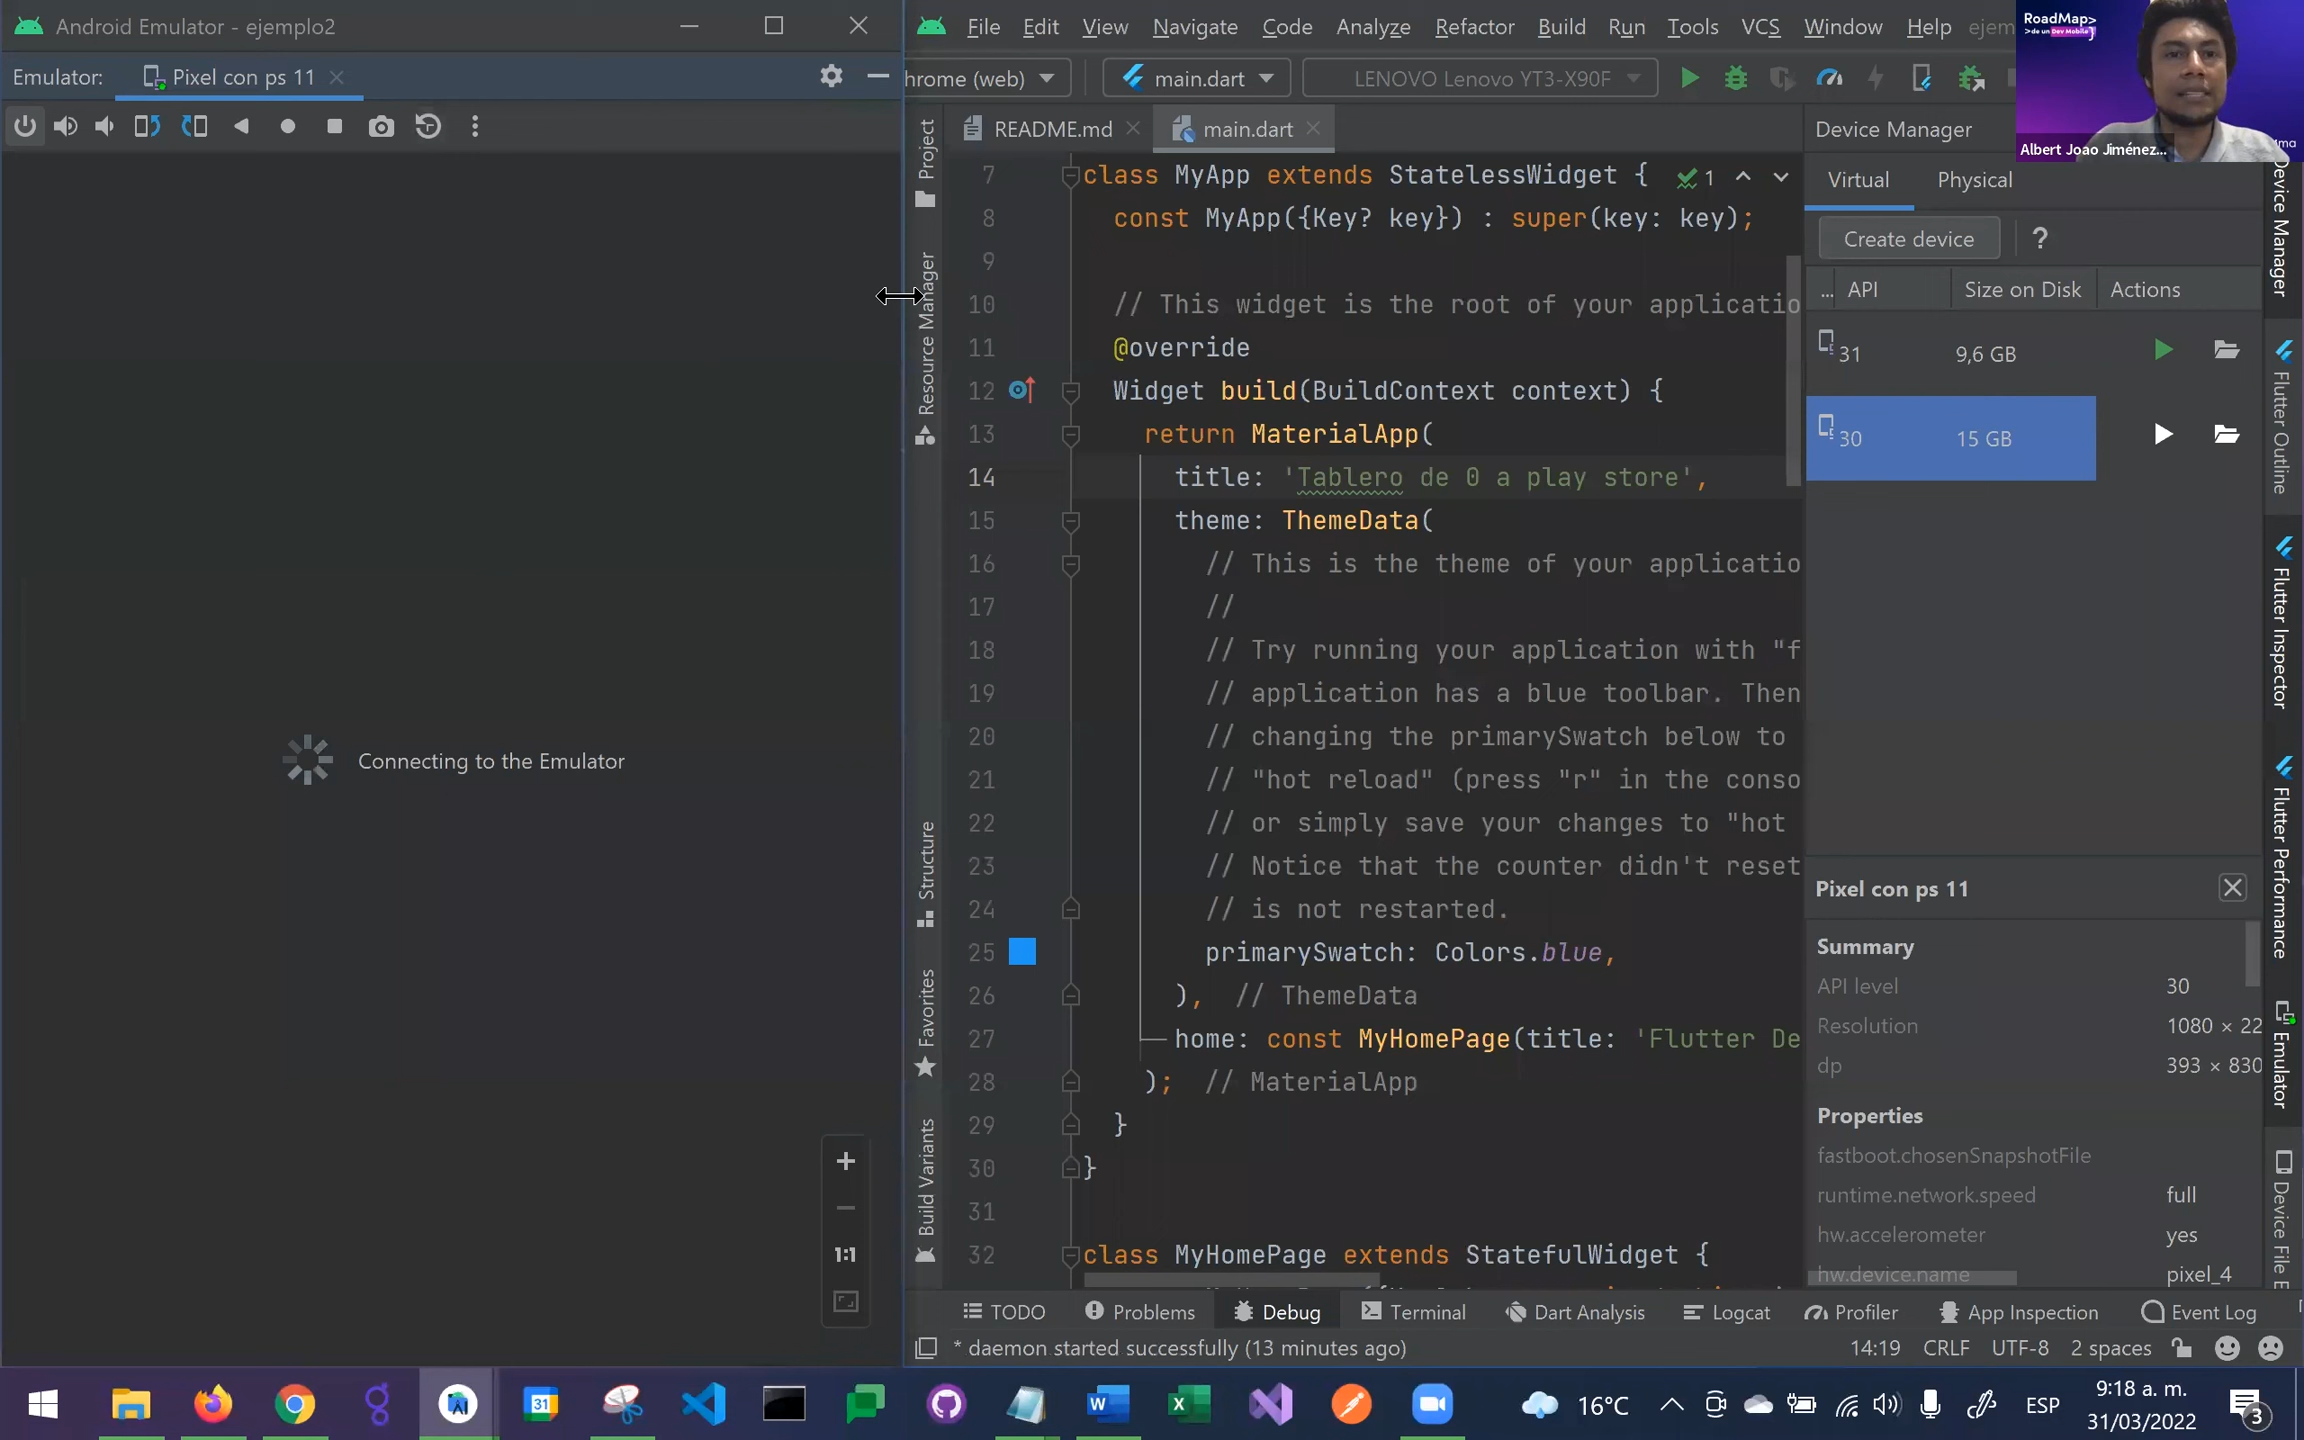 Android Emulator - ejemplo2
Emulator: Pixel con ps 11
Connecting to the Emulator
1:1
File Edit View Navigate Code Analyze Refactor Build Run Tools VCS Window Help ejem
hrome (web) main.dart LENOVO Lenovo YT3-X90F
README.md main.dart
Project
Resource Manager
Structure
Favorites
Build Variants
7 class MyApp extends StatelessWidget {
1
8 const MyApp({Key? key}) : super(key: key);
9
10 // This widget is the root of your applicatio
11 @override
12 Widget build(BuildContext context) {
13 return MaterialApp(
14 title: 'Tablero de 0 a play store',
15 theme: ThemeData(
16 // This is the theme of your applicatio
17 //
18 // Try running your application with "f
19 // application has a blue toolbar. Then
20 // changing the primarySwatch below to
21 // "hot reload" (press "r" in the conso
22 // or simply save your changes to "hot
23 // Notice that the counter didn't reset
24 // is not restarted.
25 primarySwatch: Colors.blue,
26 ), // ThemeData
27 home: const MyHomePage(title: 'Flutter De
28 ); // MaterialApp
29 }
30 }
31
32 class MyHomePage extends StatefulWidget {
RoadMap>
>de un Dev Mobile
Albert Joao Jiménez...
Device Manager
Virtual Physical
Create device ?
... API Size on Disk Actions
31 9,6 GB
30 15 GB
Pixel con ps 11
Summary
API level 30
Resolution 1080 × 22
dp 393 × 830
Properties
fastboot.chosenSnapshotFile
runtime.network.speed full
hw.accelerometer yes
hw.device.name pixel_4
Device Manager
Flutter Outline
Flutter Inspector
Flutter Performance
Emulator
Device File E
TODO Problems Debug Terminal Dart Analysis Logcat Profiler App Inspection Event Log
* daemon started successfully (13 minutes ago)
14:19 CRLF UTF-8 2 spaces
31
16°C
ESP
9:18 a. m.
31/03/2022
3